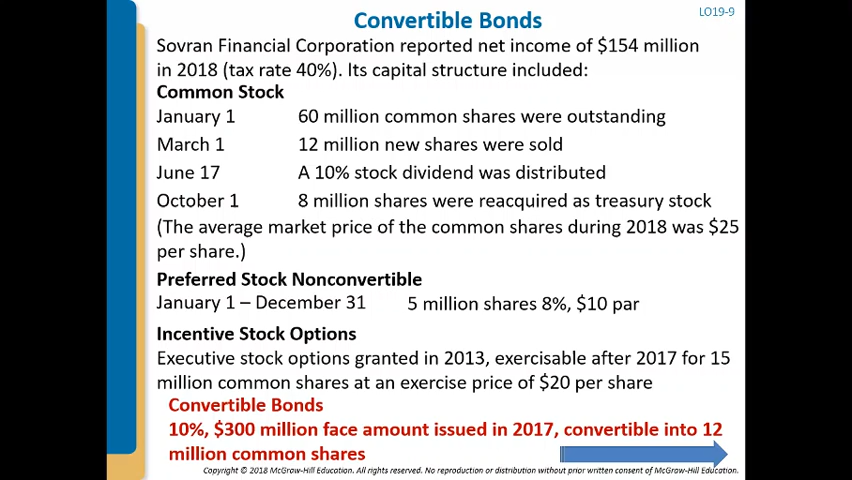 Convertible Bonds
LO19-9
Sovran Financial Corporation reported net income of $154 million
in 2018 (tax rate 40%). Its capital structure included:
Common Stock
January 1 60 million common shares were outstanding
March 1 12 million new shares were sold
June 17 A 10% stock dividend was distributed
October 1 8 million shares were reacquired as treasury stock
(The average market price of the common shares during 2018 was $25
per share.)
Preferred Stock Nonconvertible
January 1 – December 31 5 million shares 8%, $10 par
Incentive Stock Options
Executive stock options granted in 2013, exercisable after 2017 for 15
million common shares at an exercise price of $20 per share
Convertible Bonds
10%, $300 million face amount issued in 2017, convertible into 12
million common shares
Copyright © 2018 McGraw-Hill Education. All rights reserved. No reproduction or distribution without prior written consent of McGraw-Hill Education.